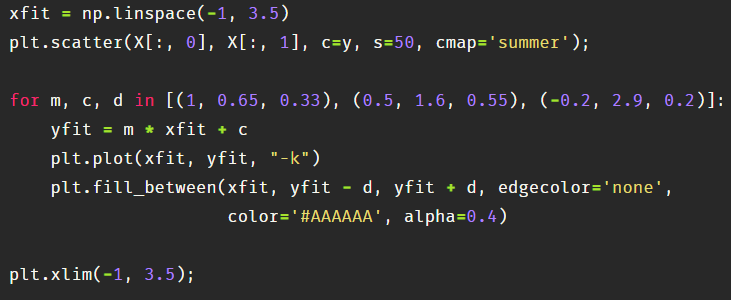 xfit = np.linspace(-1, 3.5)
plt.scatter(X[:, 0], X[:, 1], c=y, s=50, cmap='summer');

for m, c, d in [(1, 0.65, 0.33), (0.5, 1.6, 0.55), (-0.2, 2.9, 0.2)]:
    yfit = m * xfit + c
    plt.plot(xfit, yfit, "-k")
    plt.fill_between(xfit, yfit - d, yfit + d, edgecolor='none',
                     color='#AAAAAA', alpha=0.4)

plt.xlim(-1, 3.5);